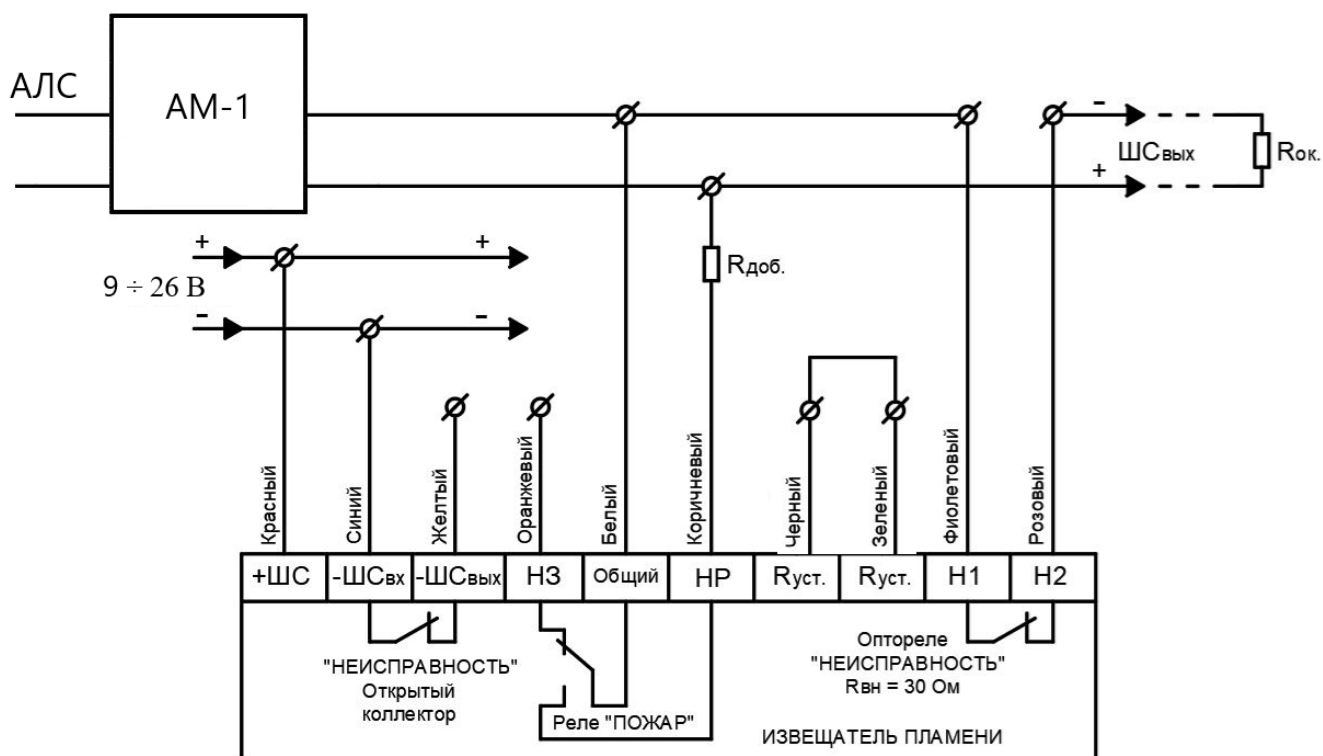 АЛС
АМ-1
-
ШСвых
+
Rок.
+
+
9 ÷ 26 В
-
-
Rдоб.
Красный
Синий
Желтый
Оранжевый
Белый
Коричневый
Черный
Зеленый
Фиолетовый
Розовый
+ШС
-ШСвх
-ШСвых
НЗ
Общий
НР
Rуст.
Rуст.
Н1
Н2
"НЕИСПРАВНОСТЬ"
Открытый
коллектор
Реле "ПОЖАР"
Оптореле
"НЕИСПРАВНОСТЬ"
Rвн = 30 Ом
ИЗВЕЩАТЕЛЬ ПЛАМЕНИ